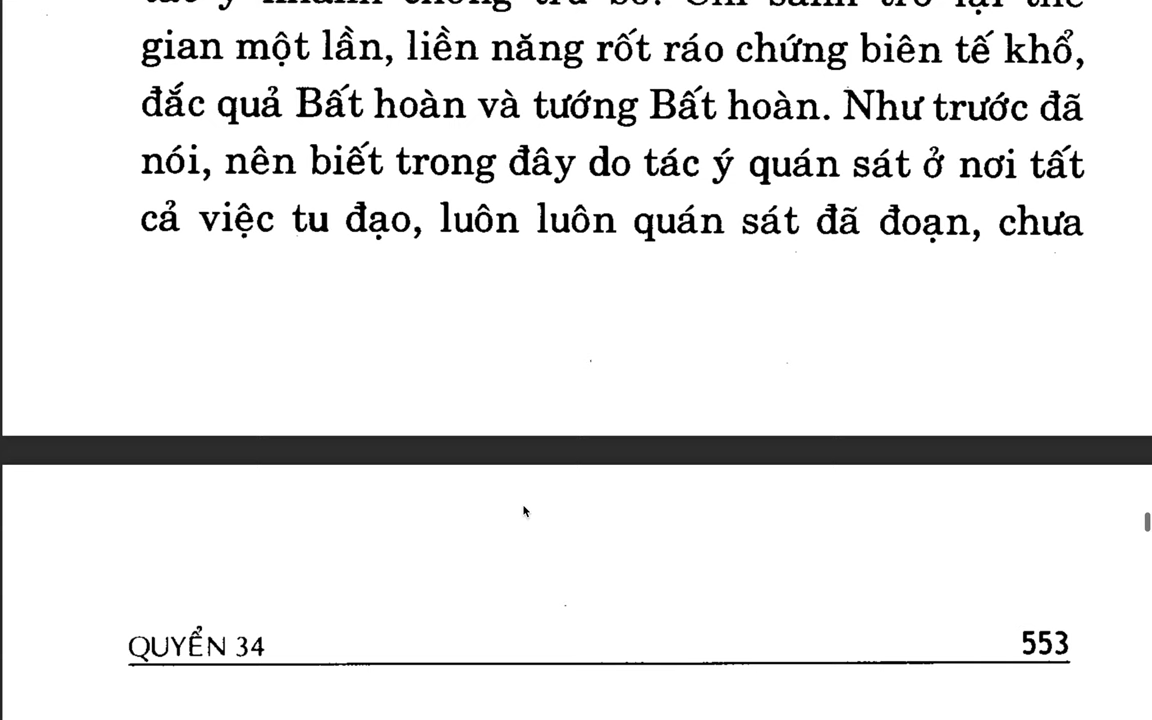 gian một lần, liền năng rốt ráo chứng biên tế khổ,
đắc quả Bất hoàn và tướng Bất hoàn. Như trước đã
nói, nên biết trong đây do tác ý quán sát ở nơi tất
cả việc tu đạo, luôn luôn quán sát đã đoạn, chưa
QUYỂN 34
553